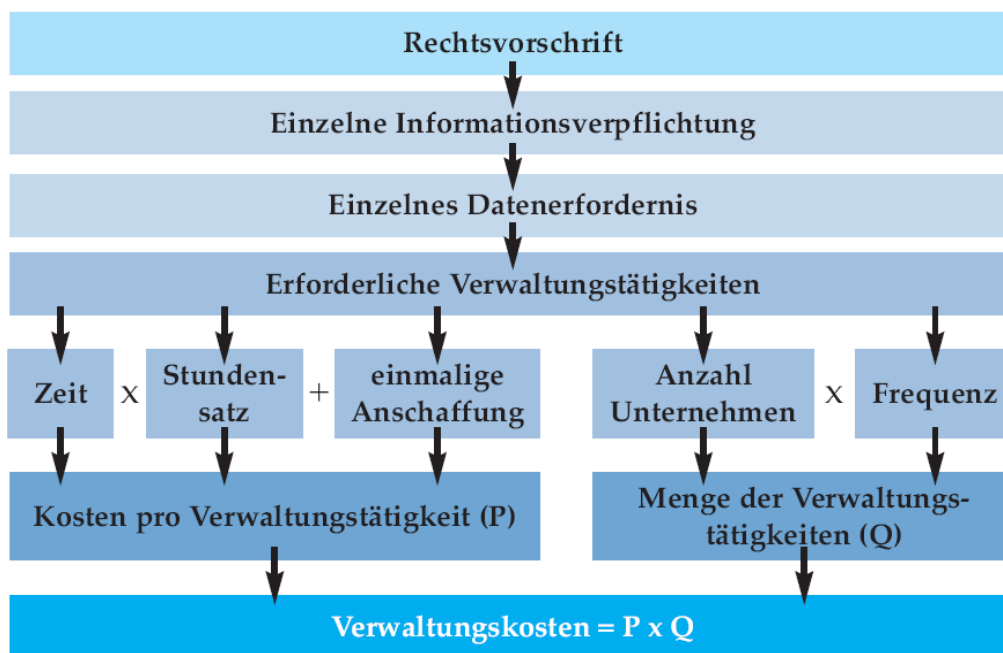 Rechtsvorschrift
Einzelne Informationsverpflichtung
Einzelnes Datenerfordernis
Erforderliche Verwaltungstätigkeiten
Zeit
x
Stunden-
satz
+
einmalige
Anschaffung
Anzahl
Unternehmen
x
Frequenz
Kosten pro Verwaltungstätigkeit (P)
Menge der Verwaltungs-
tätigkeiten (Q)
Verwaltungskosten = P x Q